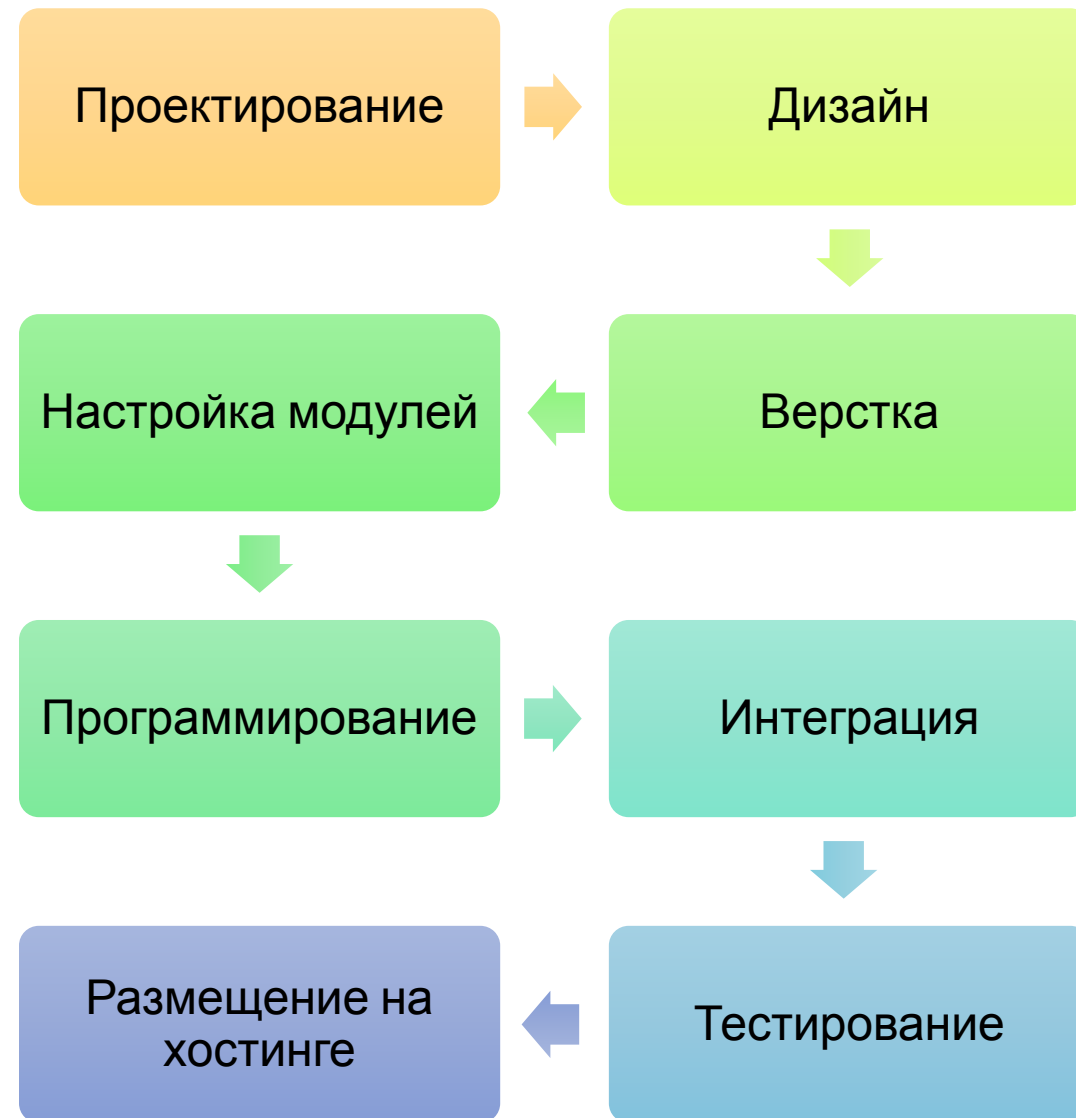 Проектирование
Дизайн
Настройка модулей
Верстка
Программирование
Интеграция
Размещение на
хостинге
Тестирование